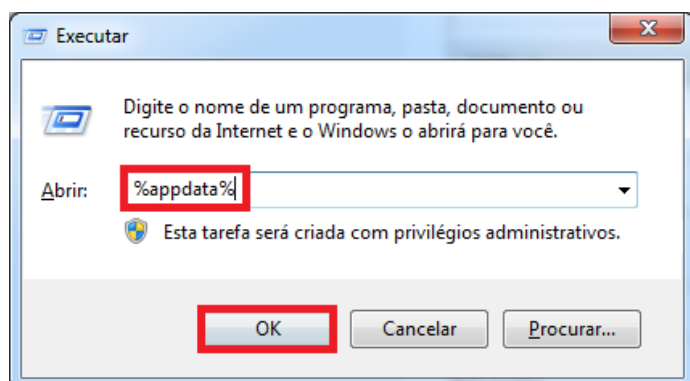 Executar
Digite o nome de um programa, pasta, documento ou
recurso da Internet e o Windows o abrirá para você.
Abrir: %appdata%
Esta tarefa será criada com privilégios administrativos.
OK Cancelar Procurar...